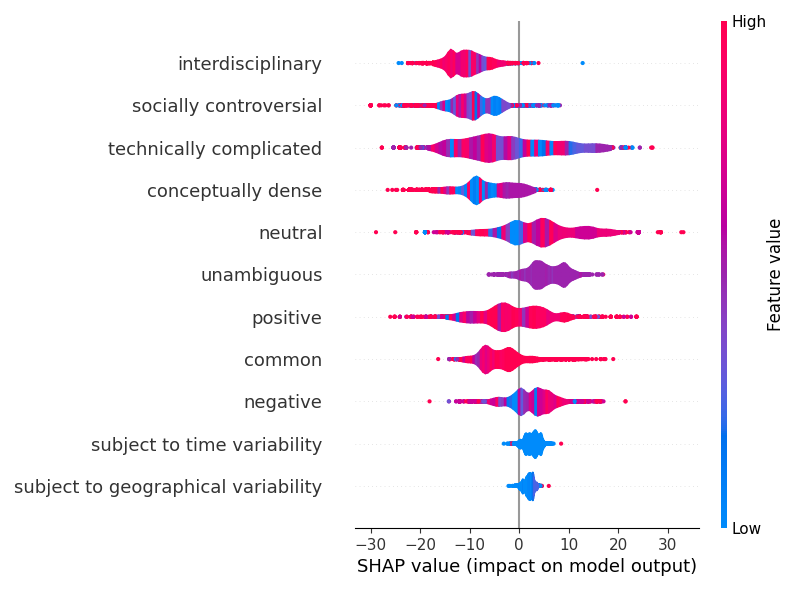 High
interdisciplinary
socially controversial
technically complicated
conceptually dense
neutral
unambiguous
positive
common
negative
subject to time variability
subject to geographical variability
Feature value
Low
−30 −20 −10 0 10 20 30
SHAP value (impact on model output)